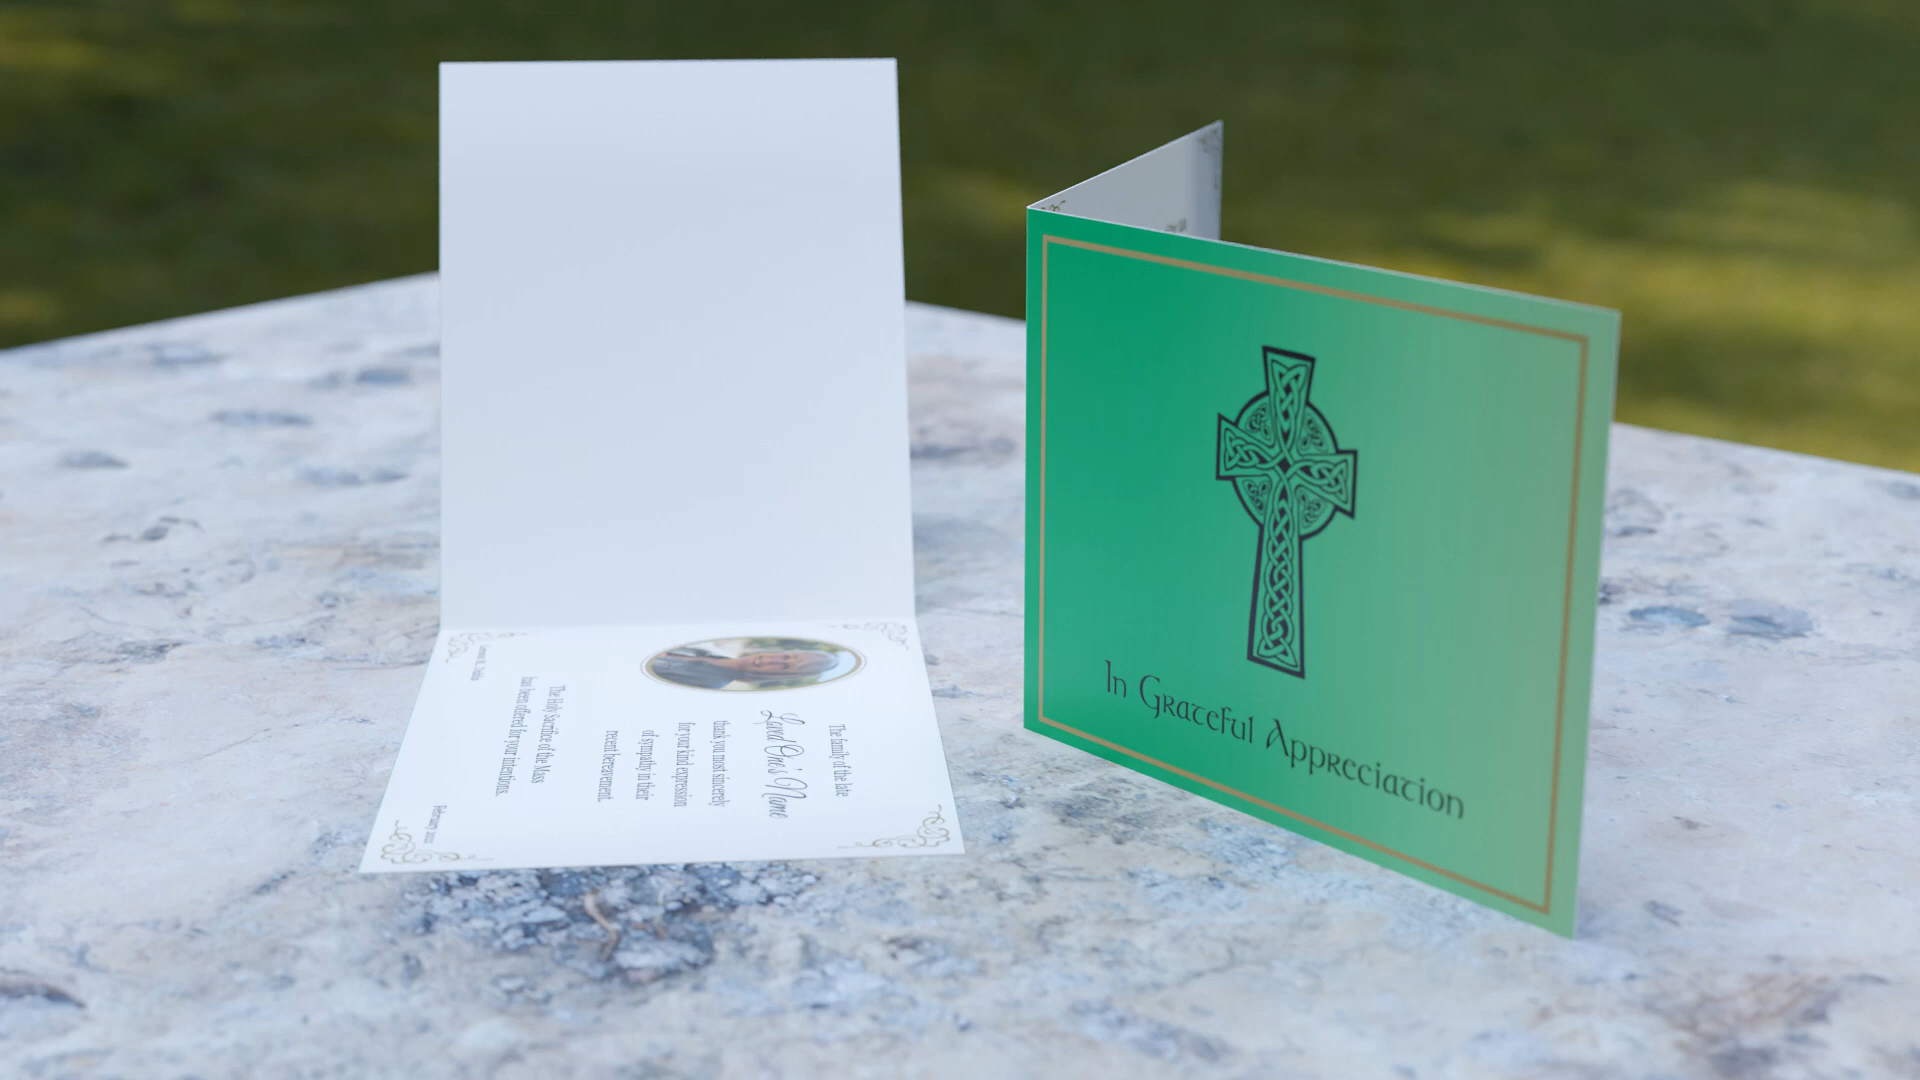 The family of the late
Loved One's Name
thank you most sincerely
for your kind expression
of sympathy in their
recent bereavement.
The Holy Sacrifice of the Mass
has been offered for your intentions.
February
In Grateful Appreciation